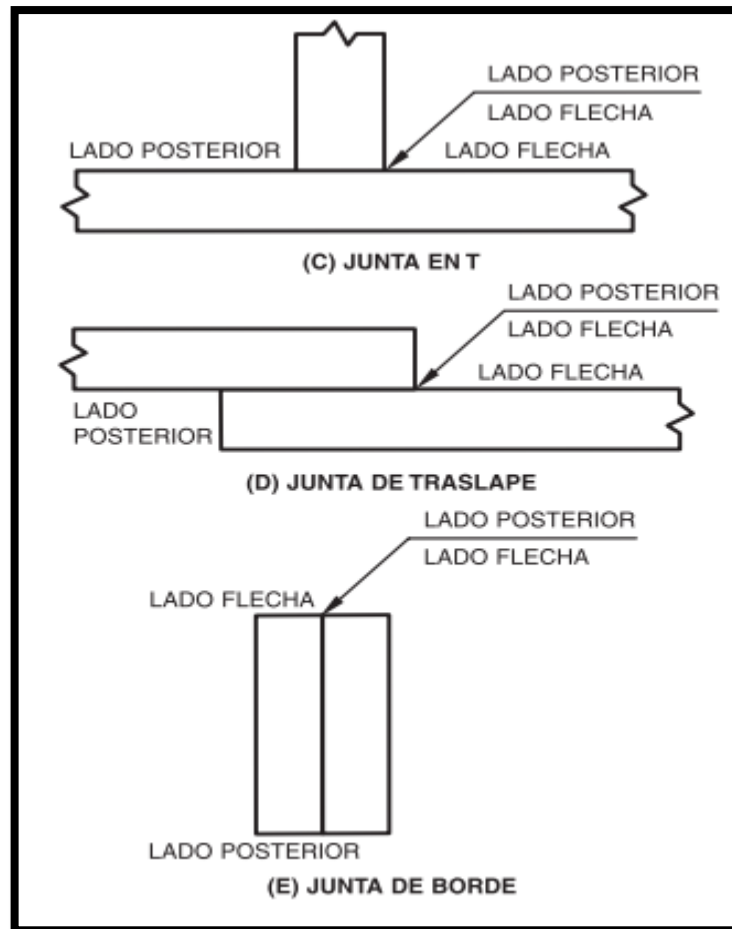 LADO POSTERIOR
LADO FLECHA
LADO POSTERIOR
LADO FLECHA
(C) JUNTA EN T
LADO POSTERIOR
LADO FLECHA
LADO FLECHA
LADO
POSTERIOR
(D) JUNTA DE TRASLAPE
LADO POSTERIOR
LADO FLECHA
LADO FLECHA
LADO POSTERIOR
(E) JUNTA DE BORDE